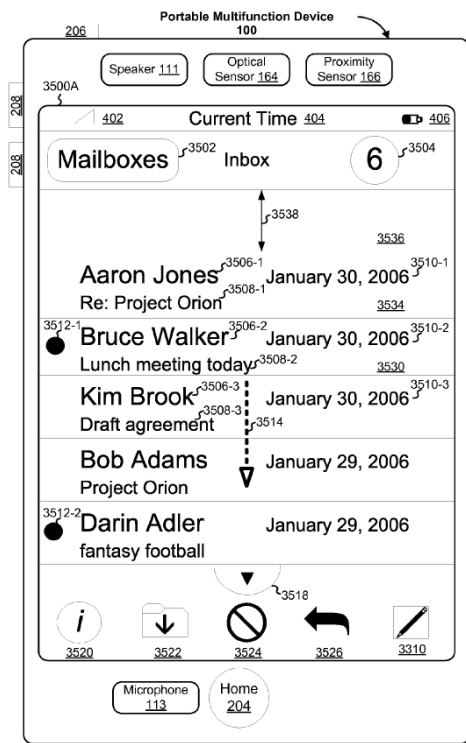 Portable Multifunction Device
100
206
Speaker 111
Optical
Sensor 164
Proximity
Sensor 166
208
3500A
402
Current Time 404
406
208
Mailboxes
3502
Inbox
6
3504
3538
3536
Aaron Jones
3506-1
January 30, 2006
3510-1
Re: Project Orion
3508-1
3534
3512-1
Bruce Walker
3506-2
January 30, 2006
3510-2
Lunch meeting today
3508-2
3530
Kim Brook
3506-3
January 30, 2006
3510-3
Draft agreement
3508-3
3514
Bob Adams
January 29, 2006
Project Orion
3512-2
Darin Adler
January 29, 2006
fantasy football
3518
i
3520
3522
3524
3526
3310
Microphone
113
Home
204